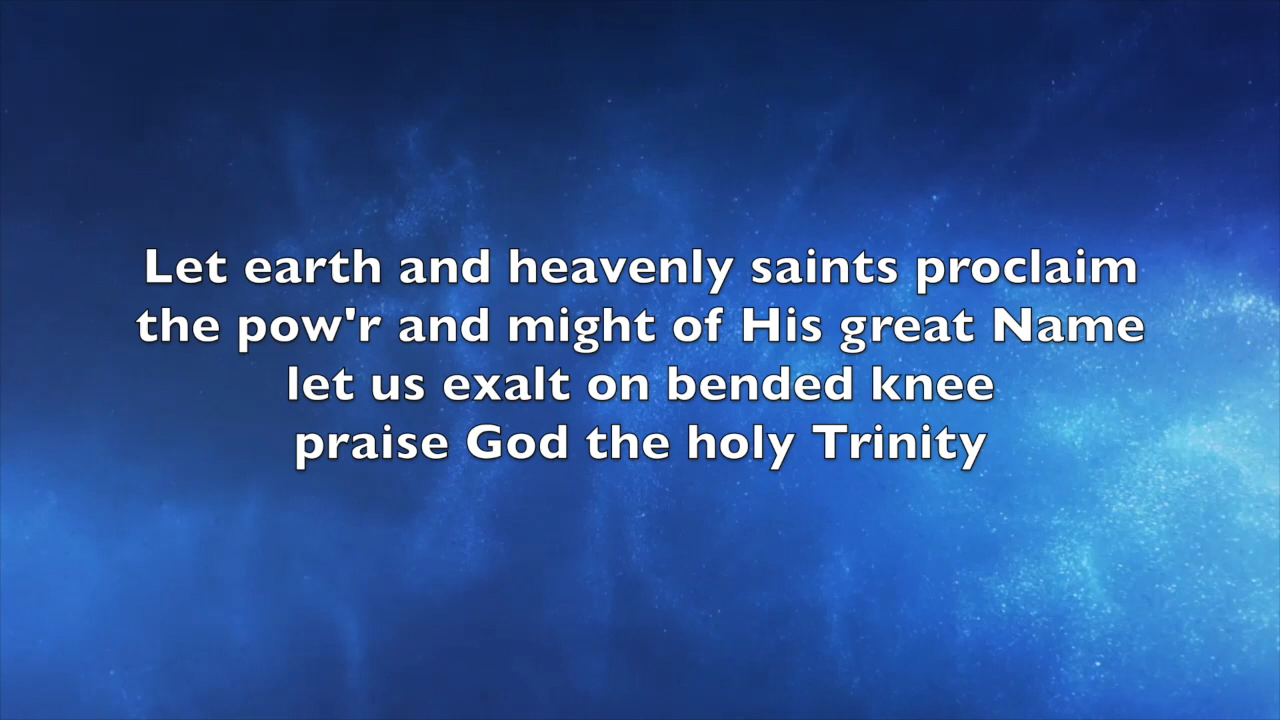 Let earth and heavenly saints proclaim
the pow'r and might of His great Name
let us exalt on bended knee
praise God the holy Trinity